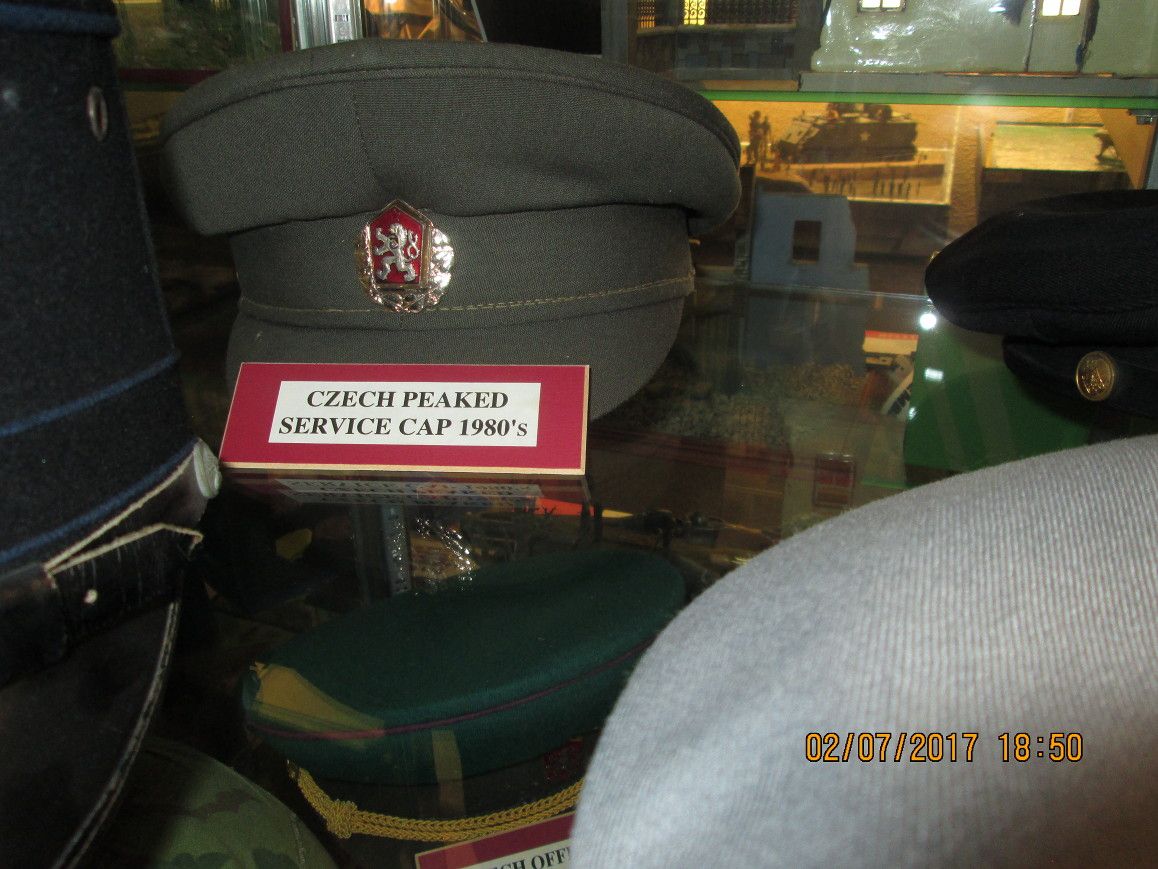 CZECH PEAKED
SERVICE CAP 1980's
02/07/2017 18:50